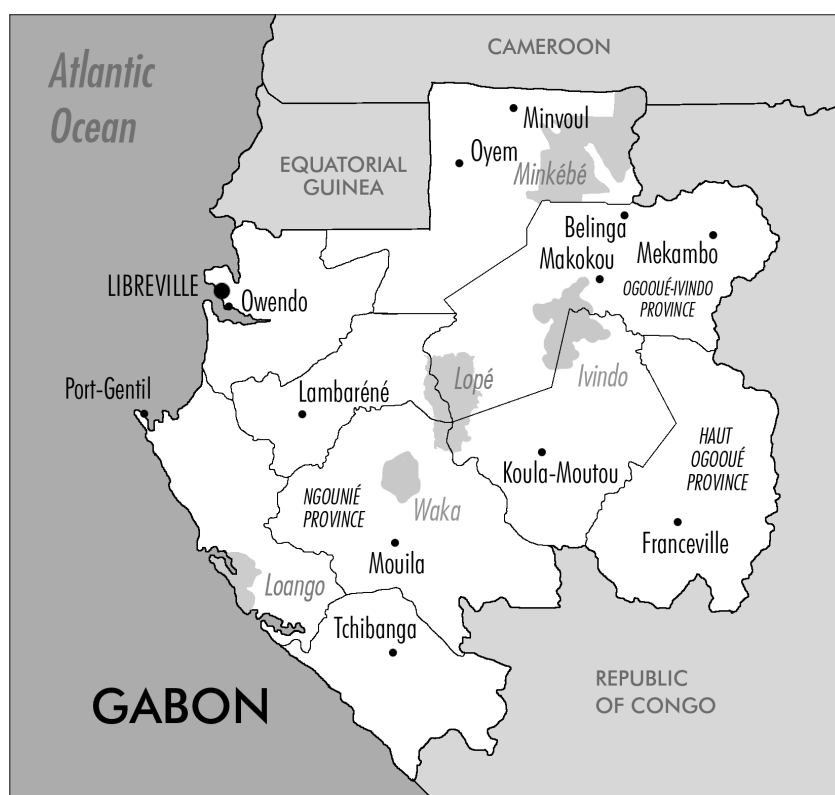 CAMEROON
Atlantic
Ocean
Minvoul
Oyem
EQUATORIAL
GUINEA
Minkébé
Belinga
Mekambo
Makokou
LIBREVILLE
OGOOUÉ-IVINDO
PROVINCE
Owendo
Port-Gentil
Lopé
Ivindo
Lambaréné
HAUT
OGOOUÉ
PROVINCE
Koula-Moutou
NGOUNIÉ
PROVINCE
Waka
Franceville
Mouila
Loango
Tchibanga
REPUBLIC
OF CONGO
GABON